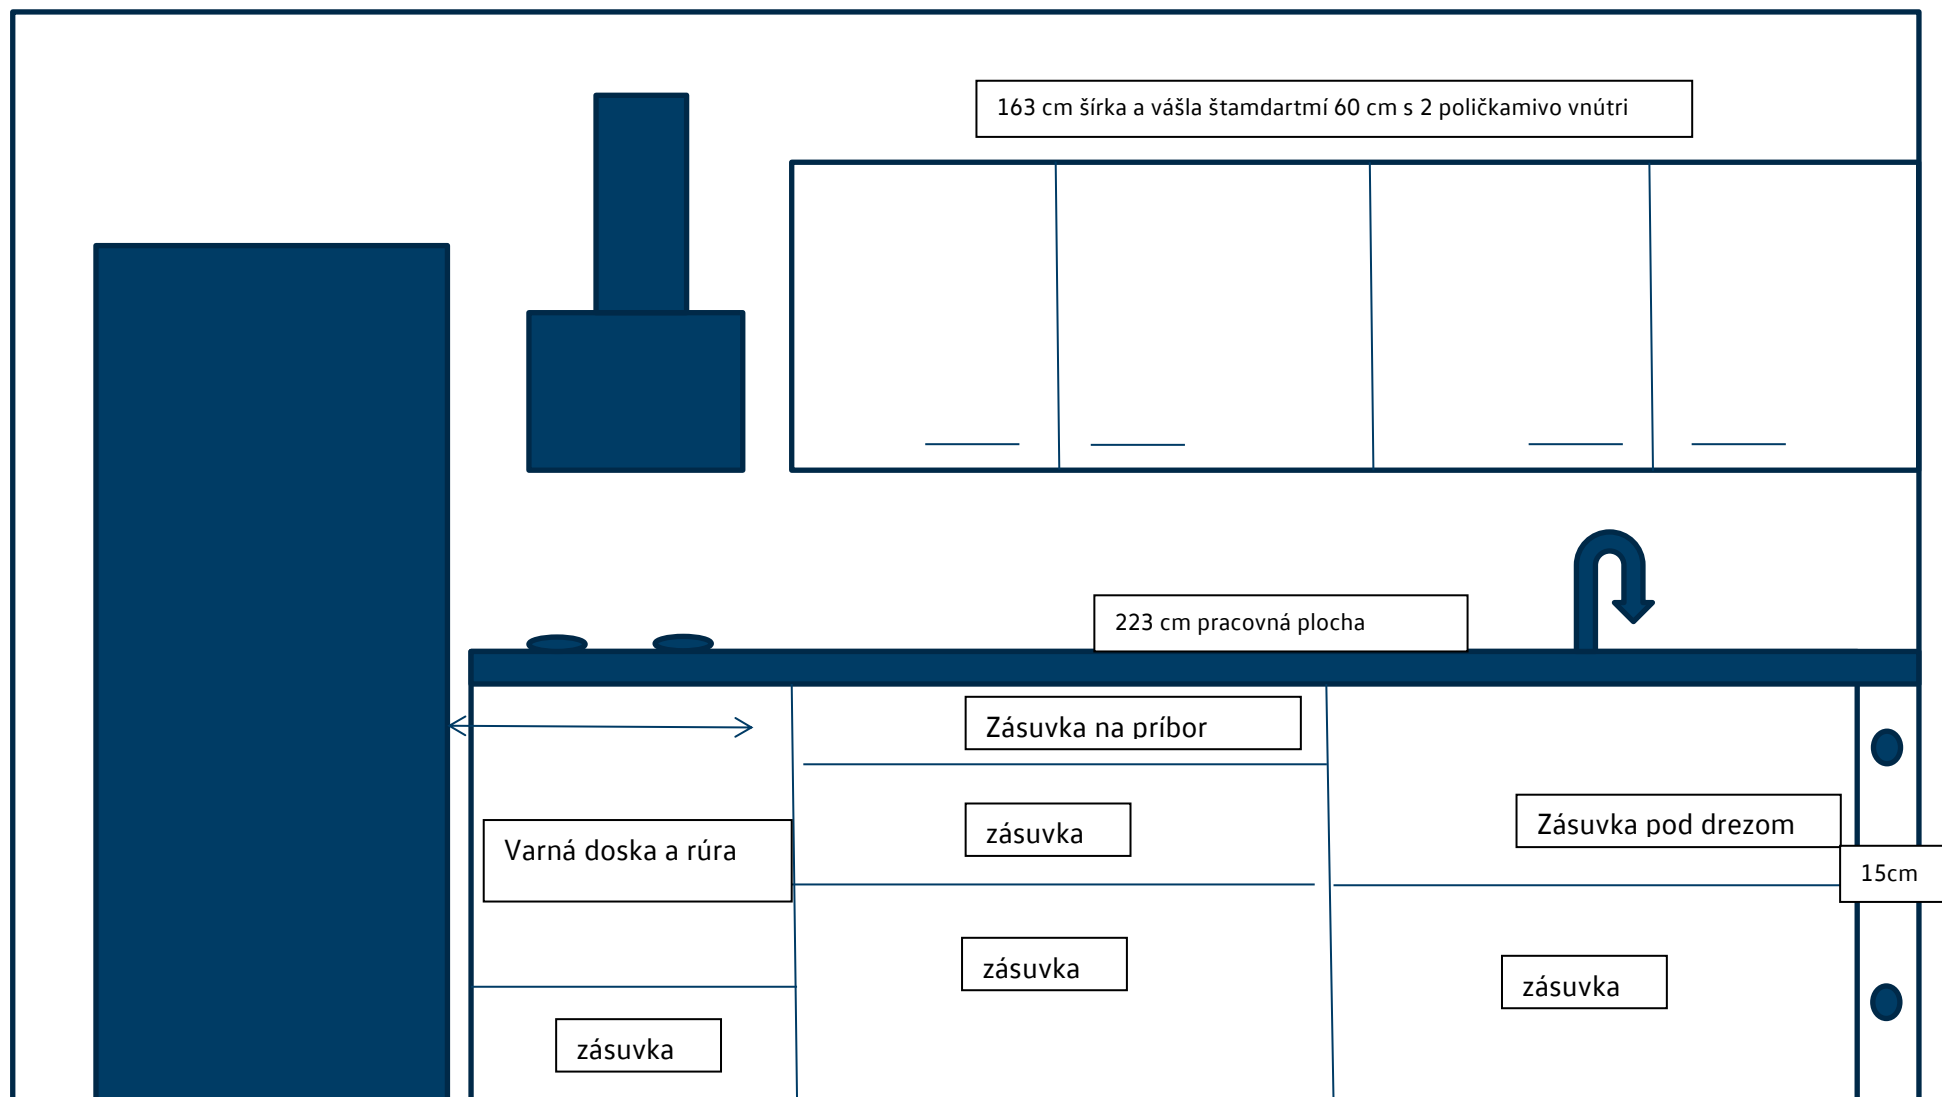 163 cm šírka a vášla štamdartmí 60 cm s 2 poličkamivo vnútri
223 cm pracovná plocha
Zásuvka na príbor
zásuvka
Zásuvka pod drezom
Varná doska a rúra
15cm
zásuvka
zásuvka
zásuvka